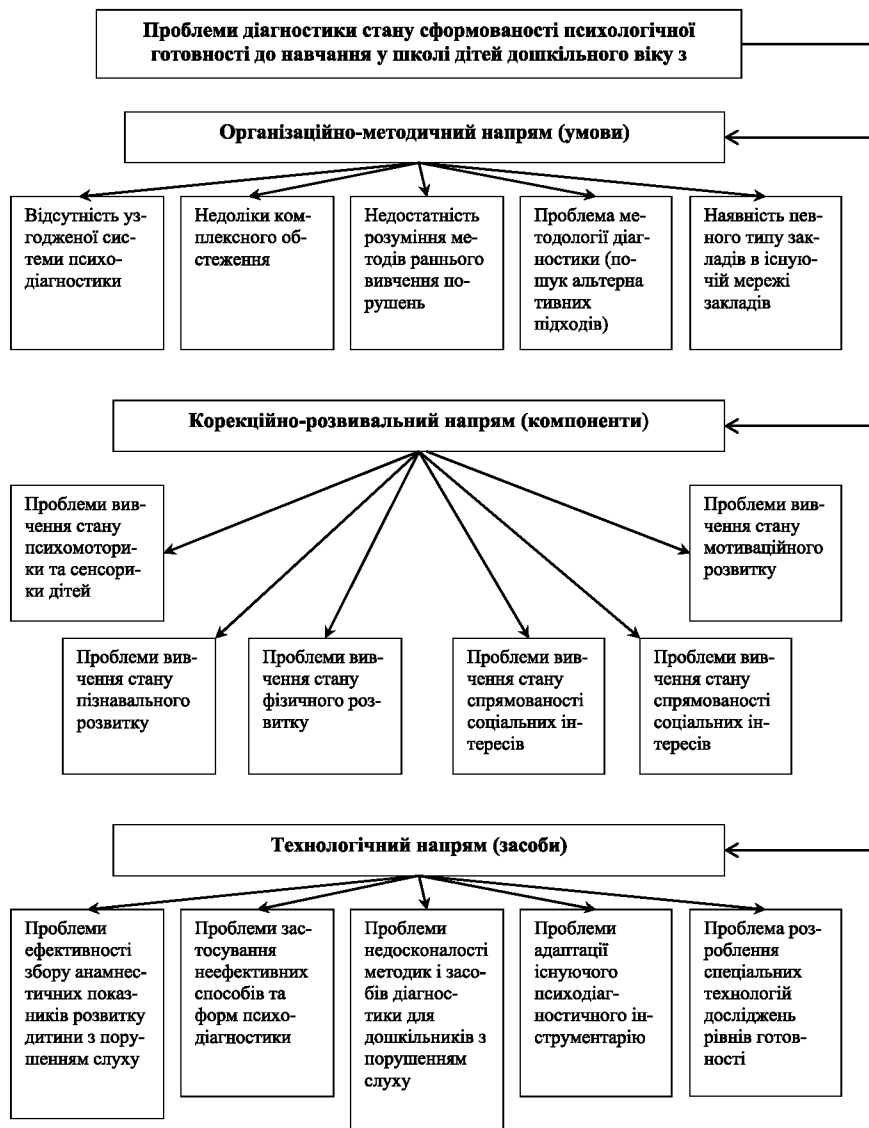 Проблеми діагностики стану сформованості психологічної
готовності до навчання у школі дітей дошкільного віку з
Організаційно-методичний напрям (умови)
Відсутність уз-
годженої сис-
теми психо-
діагностики
Недоліки ком-
плексного об-
стеження
Недостатність
розуміння ме-
тодів раннього
вивчення по-
рушень
Проблема ме-
тодології діаг-
ностики (по-
шук альтерна
тивних
підходів)
Наявність пев-
ного типу зак-
ладів в існую-
чій мережі
закладів
Корекційно-розвивальний напрям (компоненти)
Проблеми вив-
чення стану
психомотори-
ки та сенсори-
ки дітей
Проблеми вив-
чення стану
мотиваційного
розвитку
Проблеми вив-
чення стану
пізнавального
розвитку
Проблеми вив-
чення стану
фізичного роз-
витку
Проблеми вив-
чення стану
спрямованості
соціальних ін-
тересів
Проблеми вив-
чення стану
спрямованості
соціальних ін-
тересів
Технологічний напрям (засоби)
Проблеми
ефективності
збору анамнес-
тичних показ-
ників розвитку
дитини з пору-
шенням слуху
Проблеми зас-
тосування
неефективних
способів та
форм психо-
діагностики
Проблеми
недосконалості
методик і засо-
бів діагнос-
тики для
дошкільників з
порушенням
слуху
Проблеми
адаптації
існуючого
психодіаг-
ностичного ін-
струментарію
Проблема роз-
роблення
спеціальних
технологій
досліджень
рівнів готов-
ності